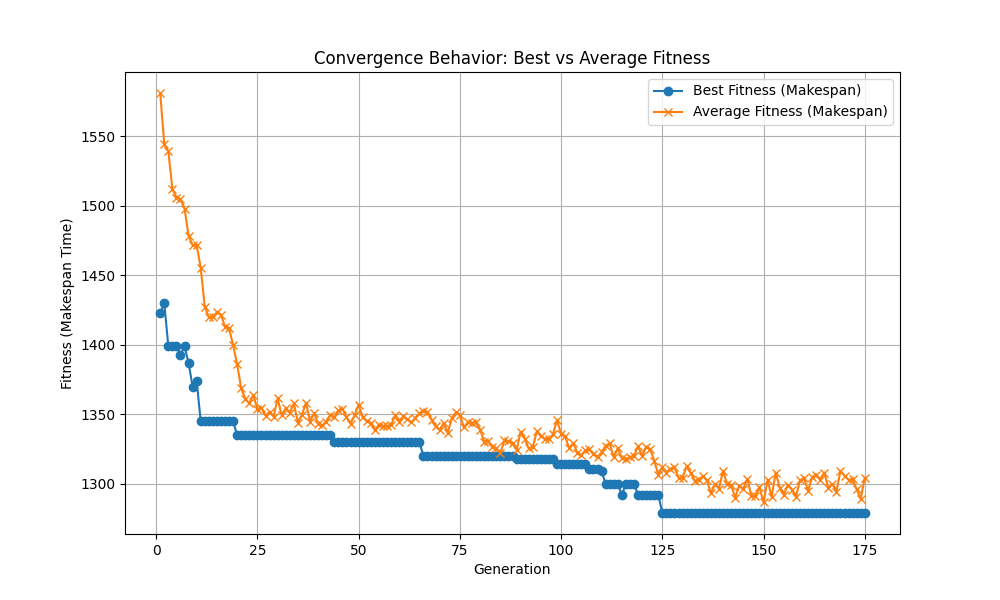 Convergence Behavior: Best vs Average Fitness
Best Fitness (Makespan)
Average Fitness (Makespan)
Fitness (Makespan Time)
1550
1500
1450
1400
1350
1300
0 25 50 75 100 125 150 175
Generation